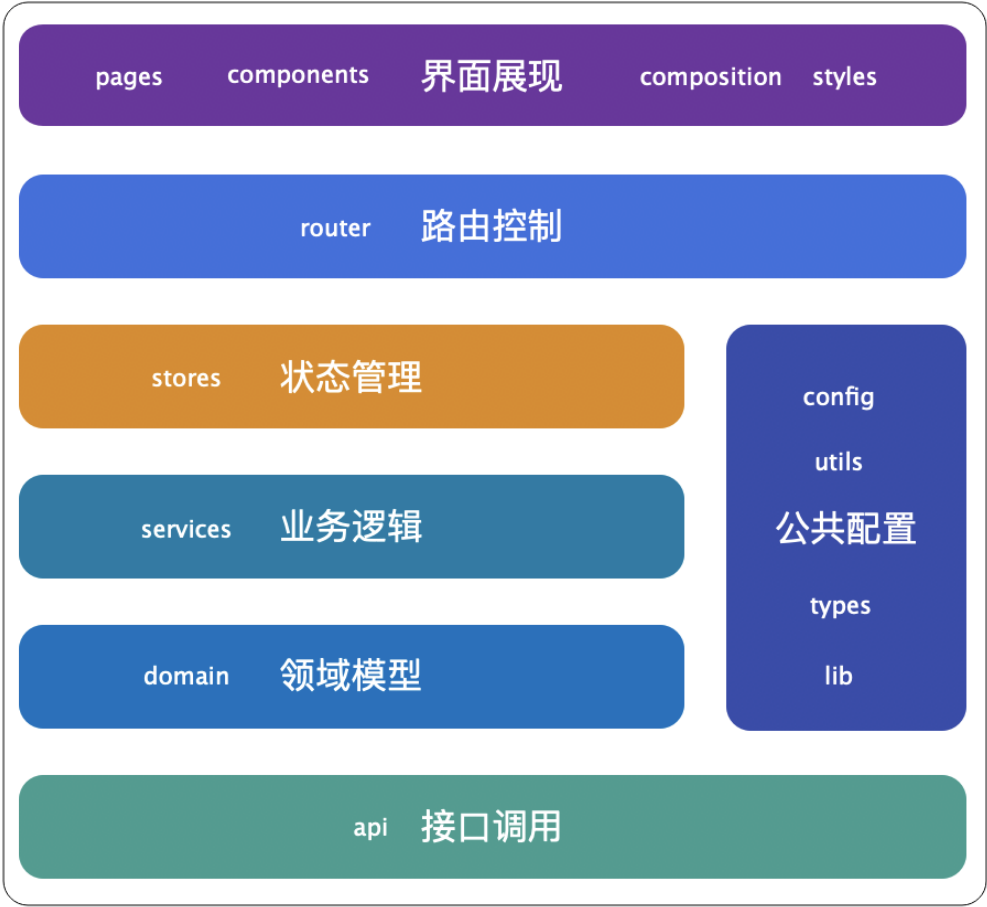 pages components 界面展现 composition styles
router 路由控制
stores 状态管理
services 业务逻辑
domain 领域模型
config
utils
公共配置
types
lib
api 接口调用